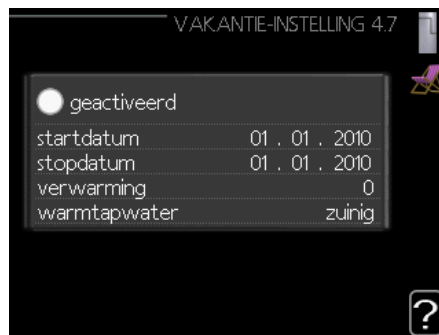 VAKANTIE-INSTELLING 4.7
geactiveerd
startdatum 01 . 01 . 2010
stopdatum 01 . 01 . 2010
verwarming 0
warmtapwater zuinig
?